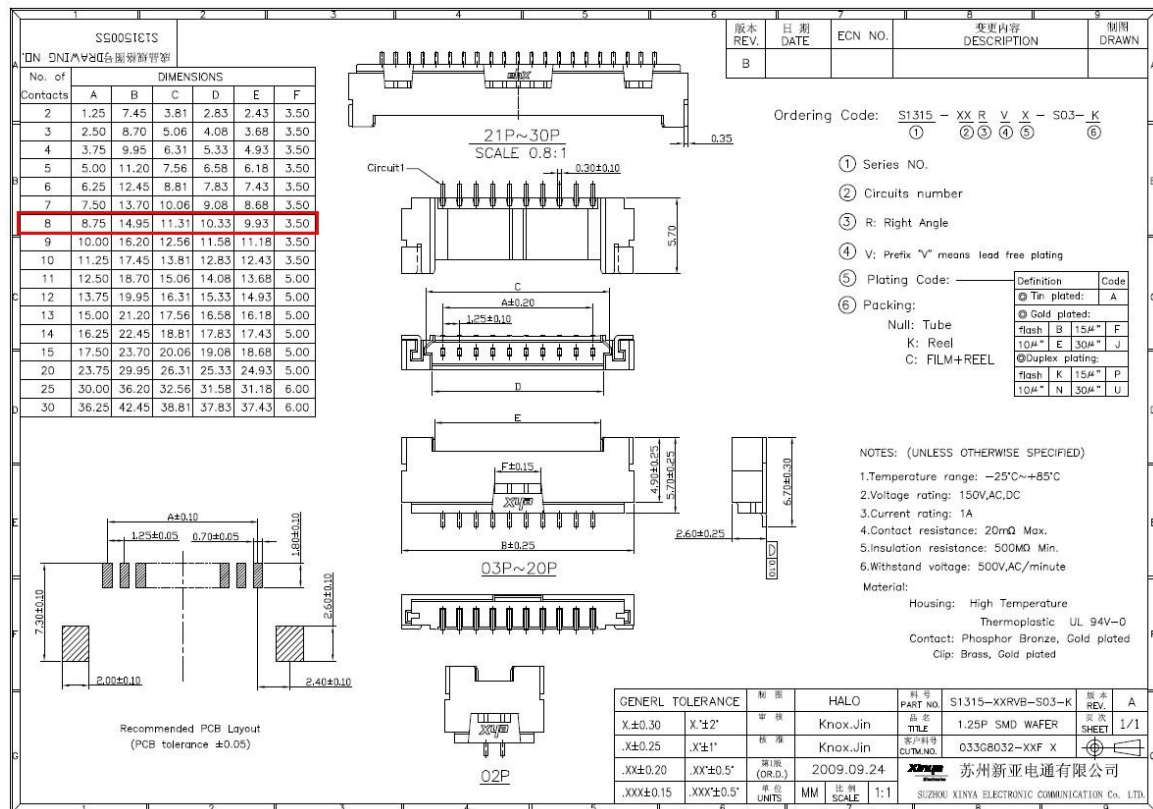 S13150055
成品规格图号DRAWING NO.
版本 REV. 日期 DATE ECN NO. 变更内容 DESCRIPTION 制图 DRAWN
B
No. of Contacts DIMENSIONS
A B C D E F
2 1.25 7.45 3.81 2.83 2.43 3.50
3 2.50 8.70 5.06 4.08 3.68 3.50
4 3.75 9.95 6.31 5.33 4.93 3.50
5 5.00 11.20 7.56 6.58 6.18 3.50
6 6.25 12.45 8.81 7.83 7.43 3.50
7 7.50 13.70 10.06 9.08 8.68 3.50
8 8.75 14.95 11.31 10.33 9.93 3.50
9 10.00 16.20 12.56 11.58 11.18 3.50
10 11.25 17.45 13.81 12.83 12.43 3.50
11 12.50 18.70 15.06 14.08 13.68 5.00
12 13.75 19.95 16.31 15.33 14.93 5.00
13 15.00 21.20 17.56 16.58 16.18 5.00
14 16.25 22.45 18.81 17.83 17.43 5.00
15 17.50 23.70 20.06 19.08 18.68 5.00
20 23.75 29.95 26.31 25.33 24.93 5.00
25 30.00 36.20 32.56 31.58 31.18 6.00
30 36.25 42.45 38.81 37.83 37.43 6.00
21P~30P
SCALE 0.8:1
0.35
Circuit1
0.30±0.10
5.70
C
A±0.20
1.25±0.10
D
E
F±0.15
Xiya
4.90±0.25
5.70±0.25
B±0.25
03P~20P
6.70±0.30
2.60±0.25
0.10
Xiya
02P
A±0.10
1.25±0.05
0.70±0.05
1.80±0.10
7.30±0.10
2.60±0.10
2.00±0.10
2.40±0.10
Recommended PCB Layout
(PCB tolerance ±0.05)
Ordering Code: S1315 - XX R V X - S03- K
① ② ③ ④ ⑤ ⑥
① Series NO.
② Circuits number
③ R: Right Angle
④ V: Prefix "V" means lead free plating
⑤ Plating Code:
⑥ Packing:
Null: Tube
K: Reel
C: FILM+REEL
Definition Code
◎ Tin plated: A
◎ Gold plated:
flash B 15μ" F
10μ" E 30μ" J
◎Duplex plating:
flash K 15μ" P
10μ" N 30μ" U
NOTES: (UNLESS OTHERWISE SPECIFIED)
1.Temperature range: -25°C~+85°C
2.Voltage rating: 150V,AC,DC
3.Current rating: 1A
4.Contact resistance: 20mΩ Max.
5.Insulation resistance: 500MΩ Min.
6.Withstand voltage: 500V,AC/minute
Material:
Housing: High Temperature
Thermoplastic UL 94V-0
Contact: Phosphor Bronze, Gold plated
Clip: Brass, Gold plated
GENERL TOLERANCE 制图 HALO 料号 PART NO. S1315-XXRVB-S03-K 版本 REV. A
X.±0.30 X.°±2° 审核 Knox.Jin 品名 TITLE 1.25P SMD WAFER 页次 SHEET 1/1
.X±0.25 .X°±1° 核准 Knox.Jin 客户料号 CUTM.NO. 033G8032-XXF X
.XX±0.20 .XX°±0.5° 第1版 (OR.D.) 2009.09.24 Xinya Electronic 苏州新亚电通有限公司
.XXX±0.15 .XXX°±0.5° 单位 UNITS MM 比例 SCALE 1:1 SUZHOU XINYA ELECTRONIC COMMUNICATION Co. LTD.